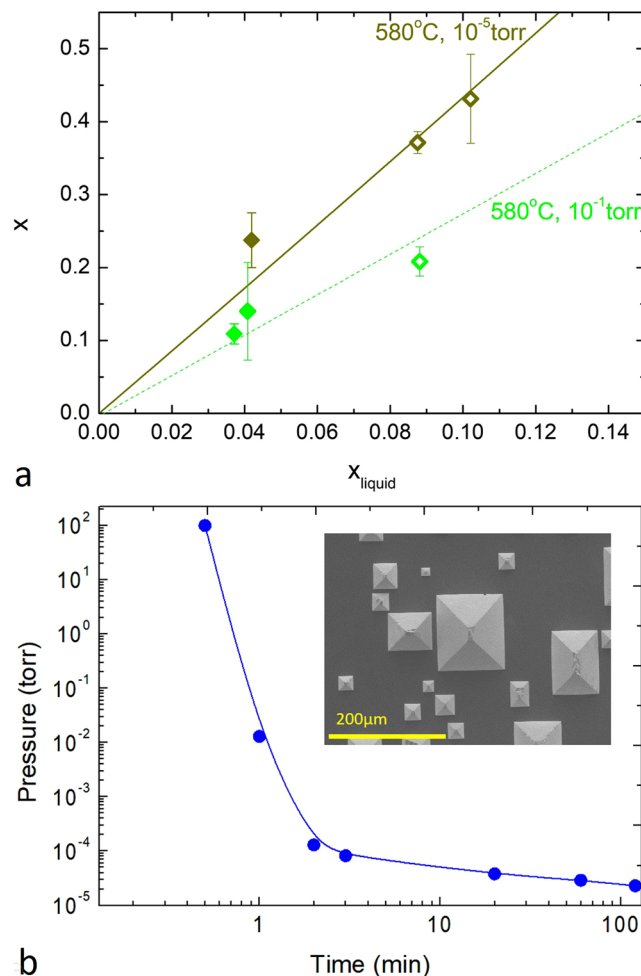 0.5
580°C, 10⁻⁵torr
0.4
x
0.3
580°C, 10⁻¹torr
0.2
0.1
0.0
0.00 0.02 0.04 0.06 0.08 0.10 0.12 0.14
a
x_liquid
10²
10¹
10⁰
10⁻¹
10⁻²
10⁻³
10⁻⁴
10⁻⁵
Pressure (torr)
200µm
1 10 100
b
Time (min)